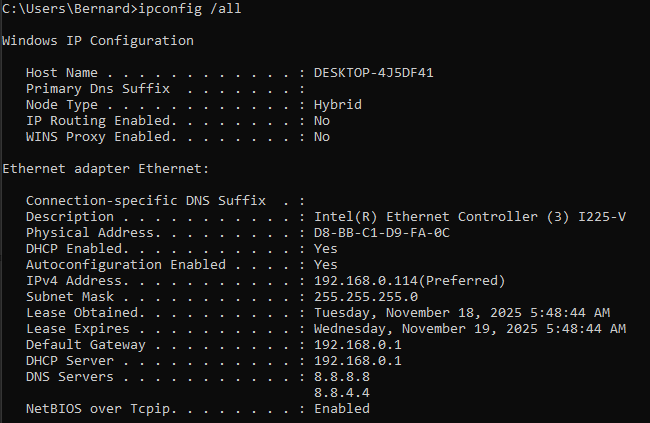 C:\Users\Bernard>ipconfig /all
Windows IP Configuration
Host Name . . . . . . . . . . . . : DESKTOP-4J5DF41
Primary Dns Suffix  . . . . . . . :
Node Type . . . . . . . . . . . . : Hybrid
IP Routing Enabled. . . . . . . . : No
WINS Proxy Enabled. . . . . . . . : No
Ethernet adapter Ethernet:
Connection-specific DNS Suffix  . :
Description . . . . . . . . . . . : Intel(R) Ethernet Controller (3) I225-V
Physical Address. . . . . . . . . : D8-BB-C1-D9-FA-0C
DHCP Enabled. . . . . . . . . . . : Yes
Autoconfiguration Enabled . . . . : Yes
IPv4 Address. . . . . . . . . . . : 192.168.0.114(Preferred)
Subnet Mask . . . . . . . . . . . : 255.255.255.0
Lease Obtained. . . . . . . . . . : Tuesday, November 18, 2025 5:48:44 AM
Lease Expires . . . . . . . . . . : Wednesday, November 19, 2025 5:48:44 AM
Default Gateway . . . . . . . . . : 192.168.0.1
DHCP Server . . . . . . . . . . . : 192.168.0.1
DNS Servers . . . . . . . . . . . : 8.8.8.8
8.8.4.4
NetBIOS over Tcpip. . . . . . . . : Enabled